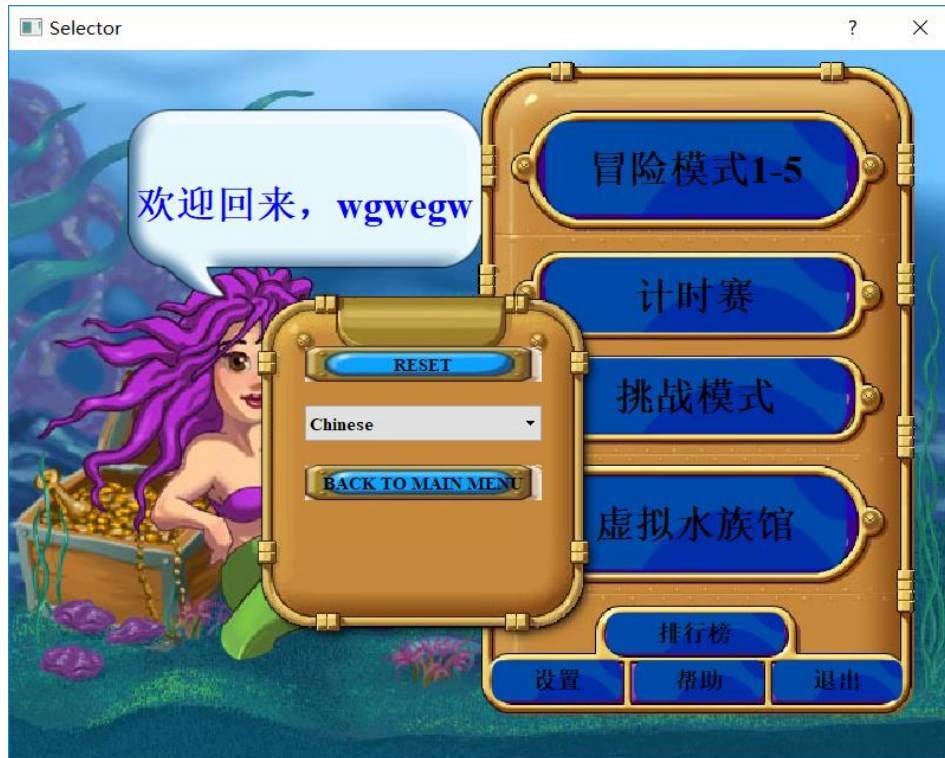 Selector
欢迎回来，wgwegw
冒险模式1-5
计时赛
挑战模式
虚拟水族馆
RESET
Chinese
BACK TO MAIN MENU
排行榜
设置
帮助
退出